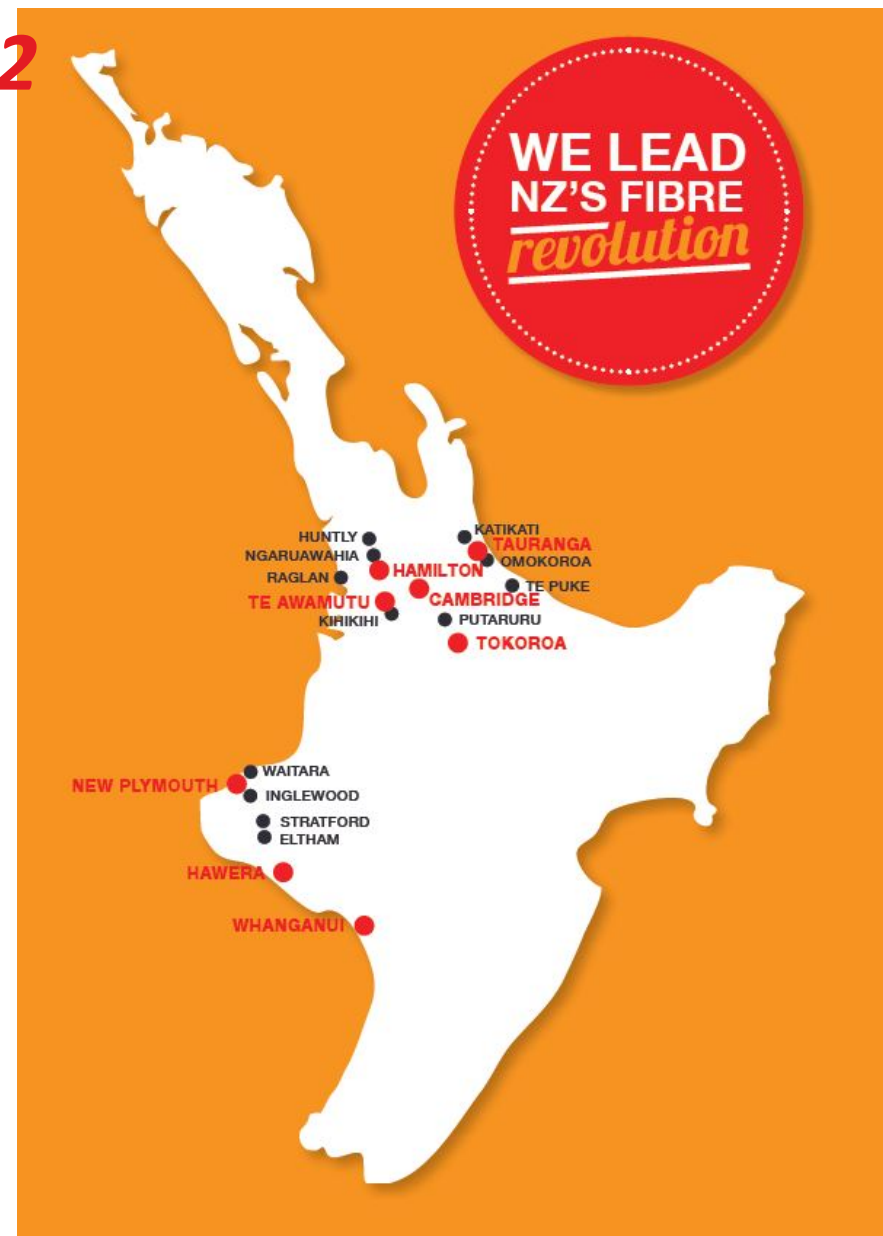 2
WE LEAD
NZ'S FIBRE
revolution
HUNTLY
KATIKATI
TAURANGA
NGARUAWAHIA
OMOKOROA
HAMILTON
RAGLAN
TE PUKE
CAMBRIDGE
TE AWAMUTU
KIHIKIHI
PUTARURU
TOKOROA
WAITARA
NEW PLYMOUTH
INGLEWOOD
STRATFORD
ELTHAM
HAWERA
WHANGANUI